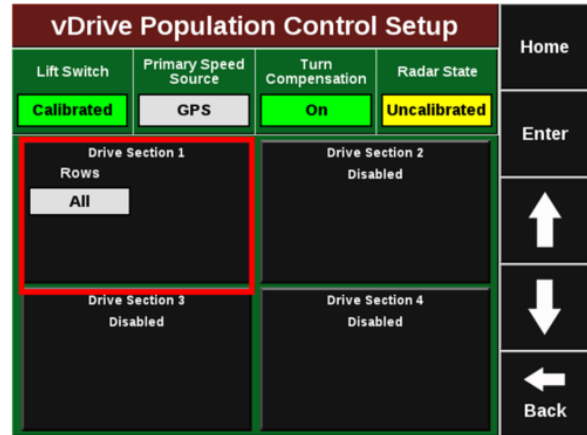 vDrive Population Control Setup
Home
Lift Switch
Primary Speed
Source
Turn
Compensation
Radar State
Calibrated
GPS
On
Uncalibrated
Enter
Drive Section 1
Rows
All
Drive Section 2
Disabled
Drive Section 3
Disabled
Drive Section 4
Disabled
Back